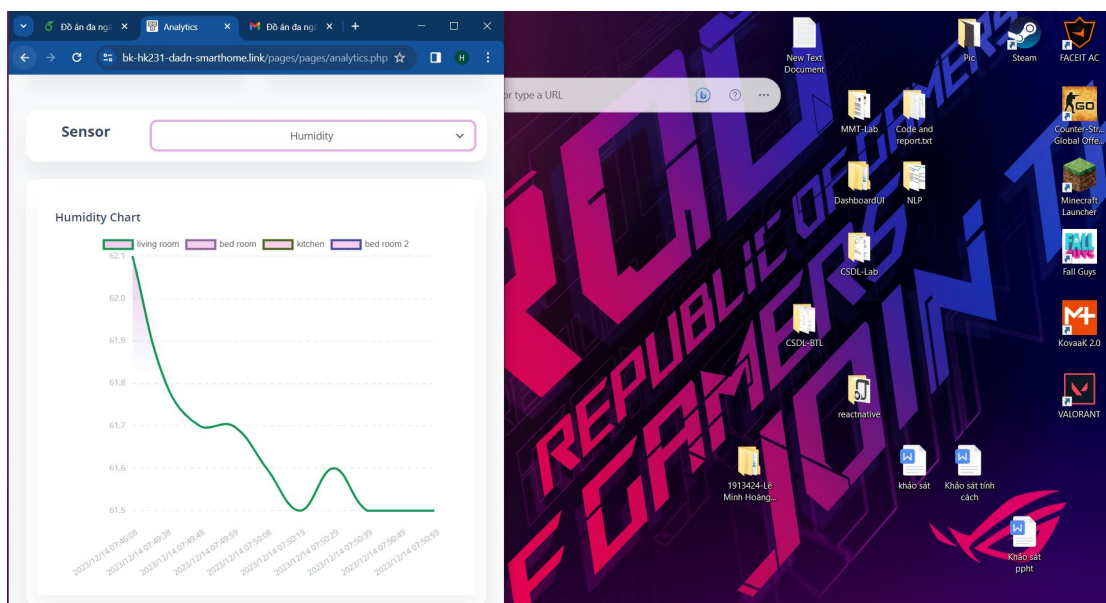 Đồ án đa ng
Analytics
Đồ án đa ng
bk-hk231-dadn-smarthome.link/pages/pages/analytics.php
H
or type a URL
Sensor
Humidity
Humidity Chart
living room
bed room
kitchen
bed room 2
62.1
62.0
61.9
61.8
61.7
61.6
61.5
2023/12/14 07:46:08
2023/12/14 07:49:38
2023/12/14 07:49:48
2023/12/14 07:49:59
2023/12/14 07:50:08
2023/12/14 07:50:19
2023/12/14 07:50:29
2023/12/14 07:50:39
2023/12/14 07:50:49
2023/12/14 07:50:59
New Text
Document
Pic
Steam
FACEIT AC
MMT-Lab
Code and
report.txt
GO
Counter-Str...
Global Offe...
DashboardUI
NLP
Minecraft
Launcher
CSDL-Lab
FALL
GUYS
Fall Guys
CSDL-BTL
KovaaK 2.0
reactnative
VALORANT
1913424-Lê
Minh Hoàng...
khảo sát
Khảo sát tính
cách
Khảo sát
ppht
REPUBLIC OF GAMERS
JOIN